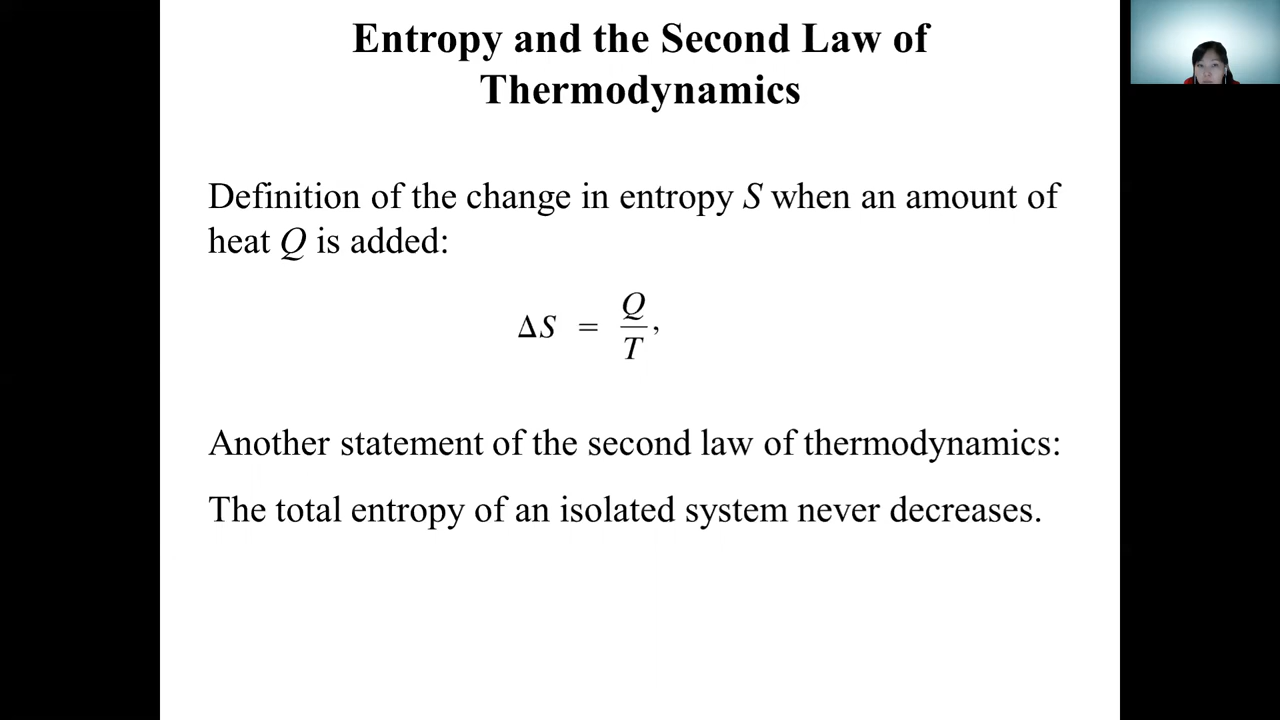 Entropy and the Second Law of
Thermodynamics
Definition of the change in entropy S when an amount of
heat Q is added:
ΔS = Q/T,
Another statement of the second law of thermodynamics:
The total entropy of an isolated system never decreases.